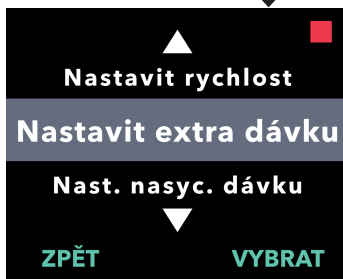 Nastavit rychlost
Nastavit extra dávku
Nast. nasyc. dávku
ZPĚT VYBRAT